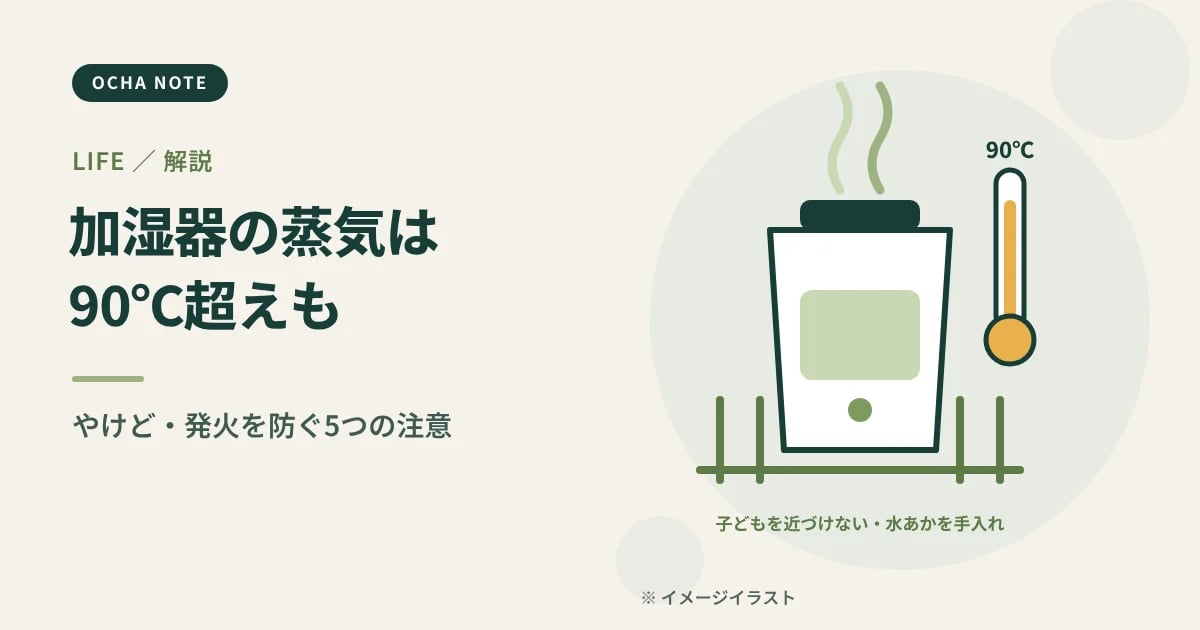 OCHA NOTE
LIFE ／ 解説
加湿器の蒸気は
90℃超えも
やけど・発火を防ぐ5つの注意
90℃
子どもを近づけない・水あかを手入れ
※ イメージイラスト